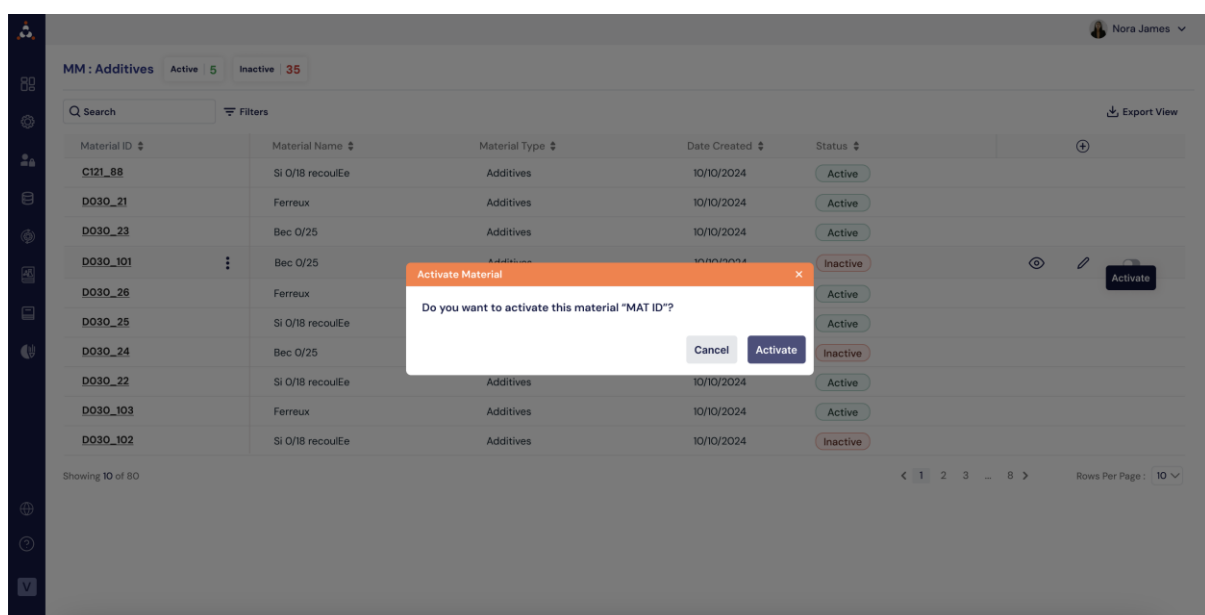 Nora James
MM : Additives Active 5 Inactive 35
Search Filters Export View
Material ID Material Name Material Type Date Created Status
C121_88 Si 0/18 recoulEe Additives 10/10/2024 Active
D030_21 Ferreux Additives 10/10/2024 Active
D030_23 Bec 0/25 Additives 10/10/2024 Active
D030_101 Bec 0/25 Additives 10/10/2024 Inactive
Activate
Activate Material
Do you want to activate this material “MAT ID”?
Cancel Activate
D030_26 Ferreux Active
D030_25 Si 0/18 recoulEe Active
D030_24 Bec 0/25 Inactive
D030_22 Si 0/18 recoulEe Additives 10/10/2024 Active
D030_103 Ferreux Additives 10/10/2024 Active
D030_102 Si 0/18 recoulEe Additives 10/10/2024 Inactive
Showing 10 of 80 1 2 3 ... 8 Rows Per Page : 10
V